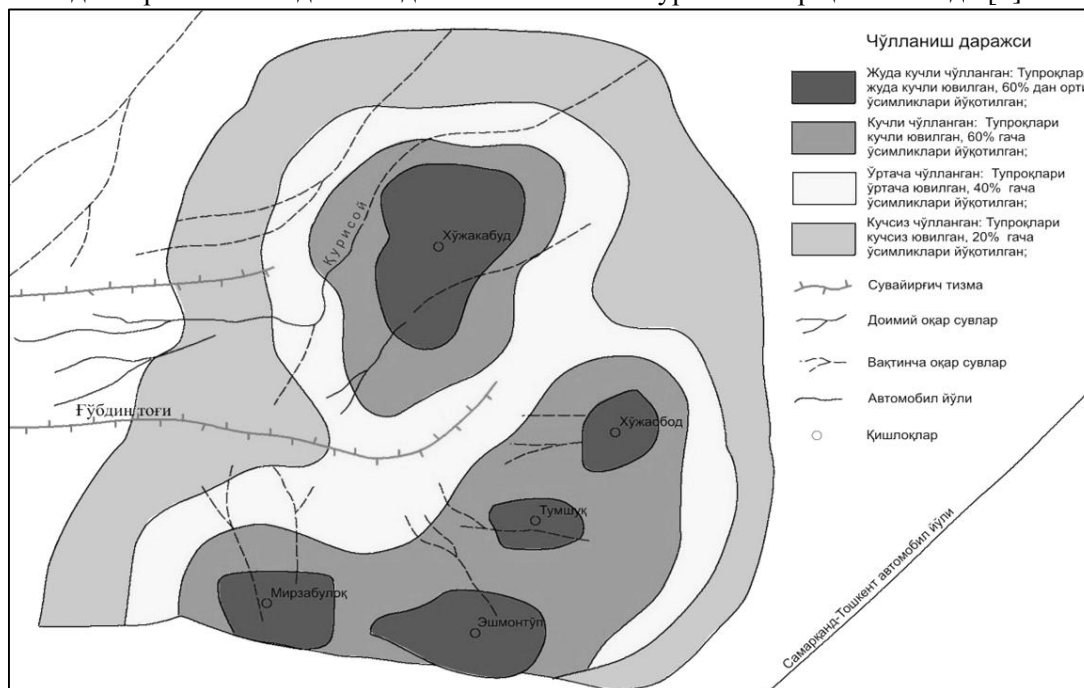 Чўлланиш даражси
Жуда кучли чўлланган: Тупроқлари
жуда кучли ювилган, 60% дан орти
ўсимликлари йўқотилган;
Кучли чўлланган: Тупроқлари
кучли ювилган, 60% гача
ўсимликлари йўқотилган;
Ўртача чўлланган: Тупроқлари
ўртача ювилган, 40% гача
ўсимликлари йўқотилган;
Кучсиз чўлланган: Тупроқлари
кучсиз ювилган, 20% гача
ўсимликлари йўқотилган;
Сувайирғич тизма
Доимий оқар сувлар
Вақтинча оқар сувлар
Автомобил йўли
Қишлоқлар
Қурисой
Хўжакабуд
Ғўбдин тоғи
Хўжаобод
Тумшуқ
Мирзабулоқ
Эшмонтўп
Самарқанд-Тошкент автомобил йўли